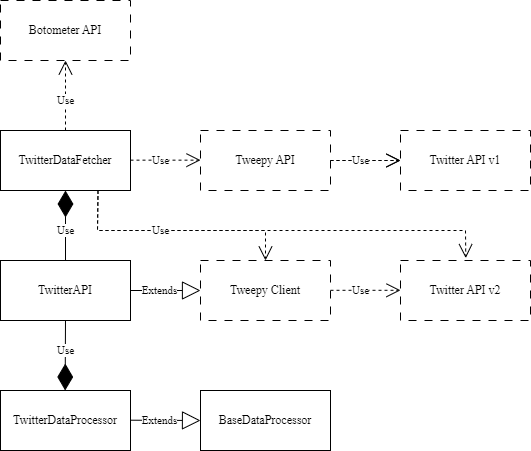 Botometer API
Use
TwitterDataFetcher
Use
Tweepy API
Use
Twitter API v1
Use
Use
TwitterAPI
Extends
Tweepy Client
Use
Twitter API v2
Use
TwitterDataProcessor
Extends
BaseDataProcessor